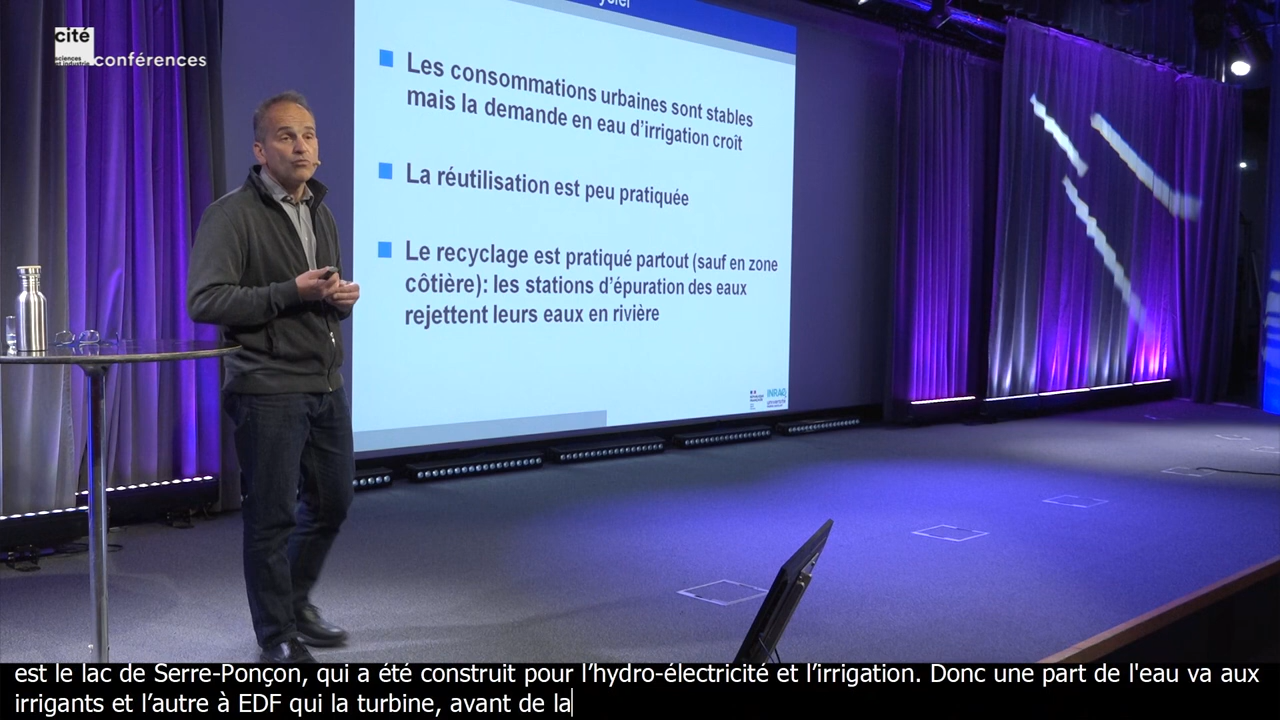 cité
sciences
et industrie
conférences
Les consommations urbaines sont stables
mais la demande en eau d’irrigation croît
La réutilisation est peu pratiquée
Le recyclage est pratiqué partout (sauf en zone
côtière): les stations d’épuration des eaux
rejettent leurs eaux en rivière
INRAE
est le lac de Serre-Ponçon, qui a été construit pour l’hydro-électricité et l’irrigation. Donc une part de l'eau va aux
irrigants et l’autre à EDF qui la turbine, avant de la